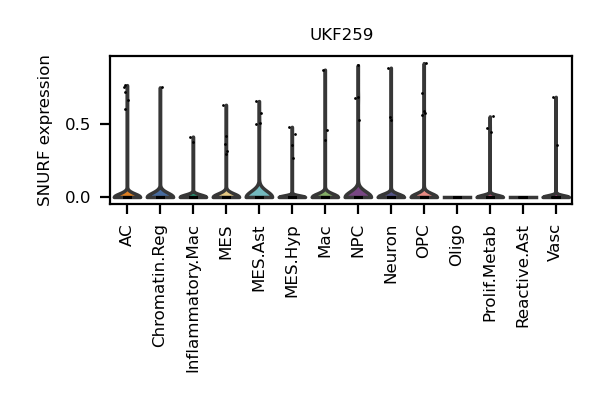 UKF259
SNURF expression
0.5
0.0
AC
Chromatin.Reg
Inflammatory.Mac
MES
MES.Ast
MES.Hyp
Mac
NPC
Neuron
OPC
Oligo
Prolif.Metab
Reactive.Ast
Vasc